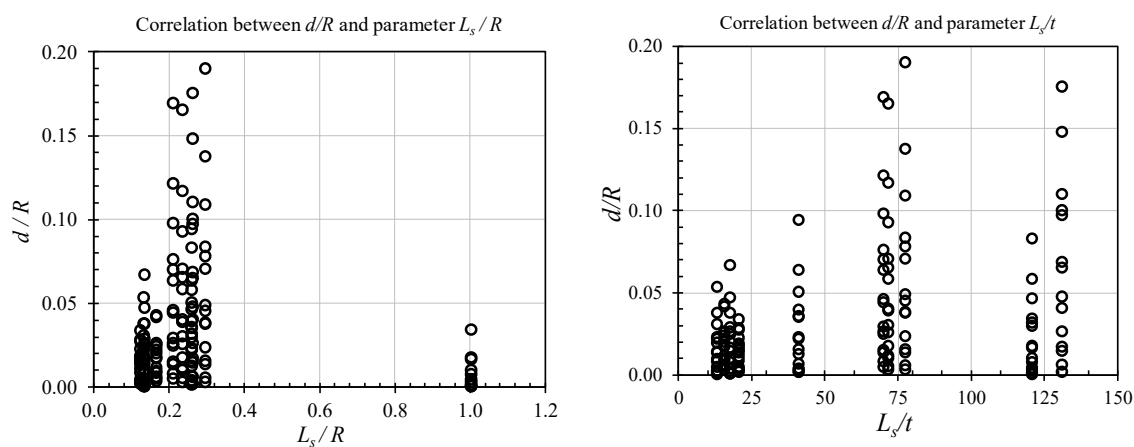 Correlation between d/R and parameter Ls / R
0.20
0.15
0.10
0.05
0.00
d / R
0.0 0.2 0.4 0.6 0.8 1.0 1.2
Ls / R
Correlation between d/R and parameter Ls/t
0.20
0.15
0.10
0.05
0.00
d/R
0 25 50 75 100 125 150
Ls/t